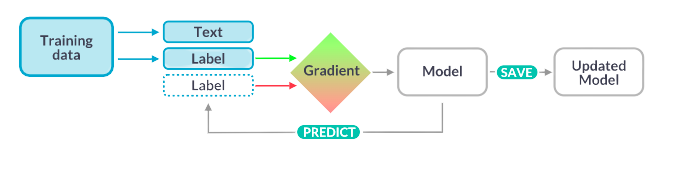 Training
data
Text
Label
Label
Gradient
Model
SAVE
Updated
Model
PREDICT